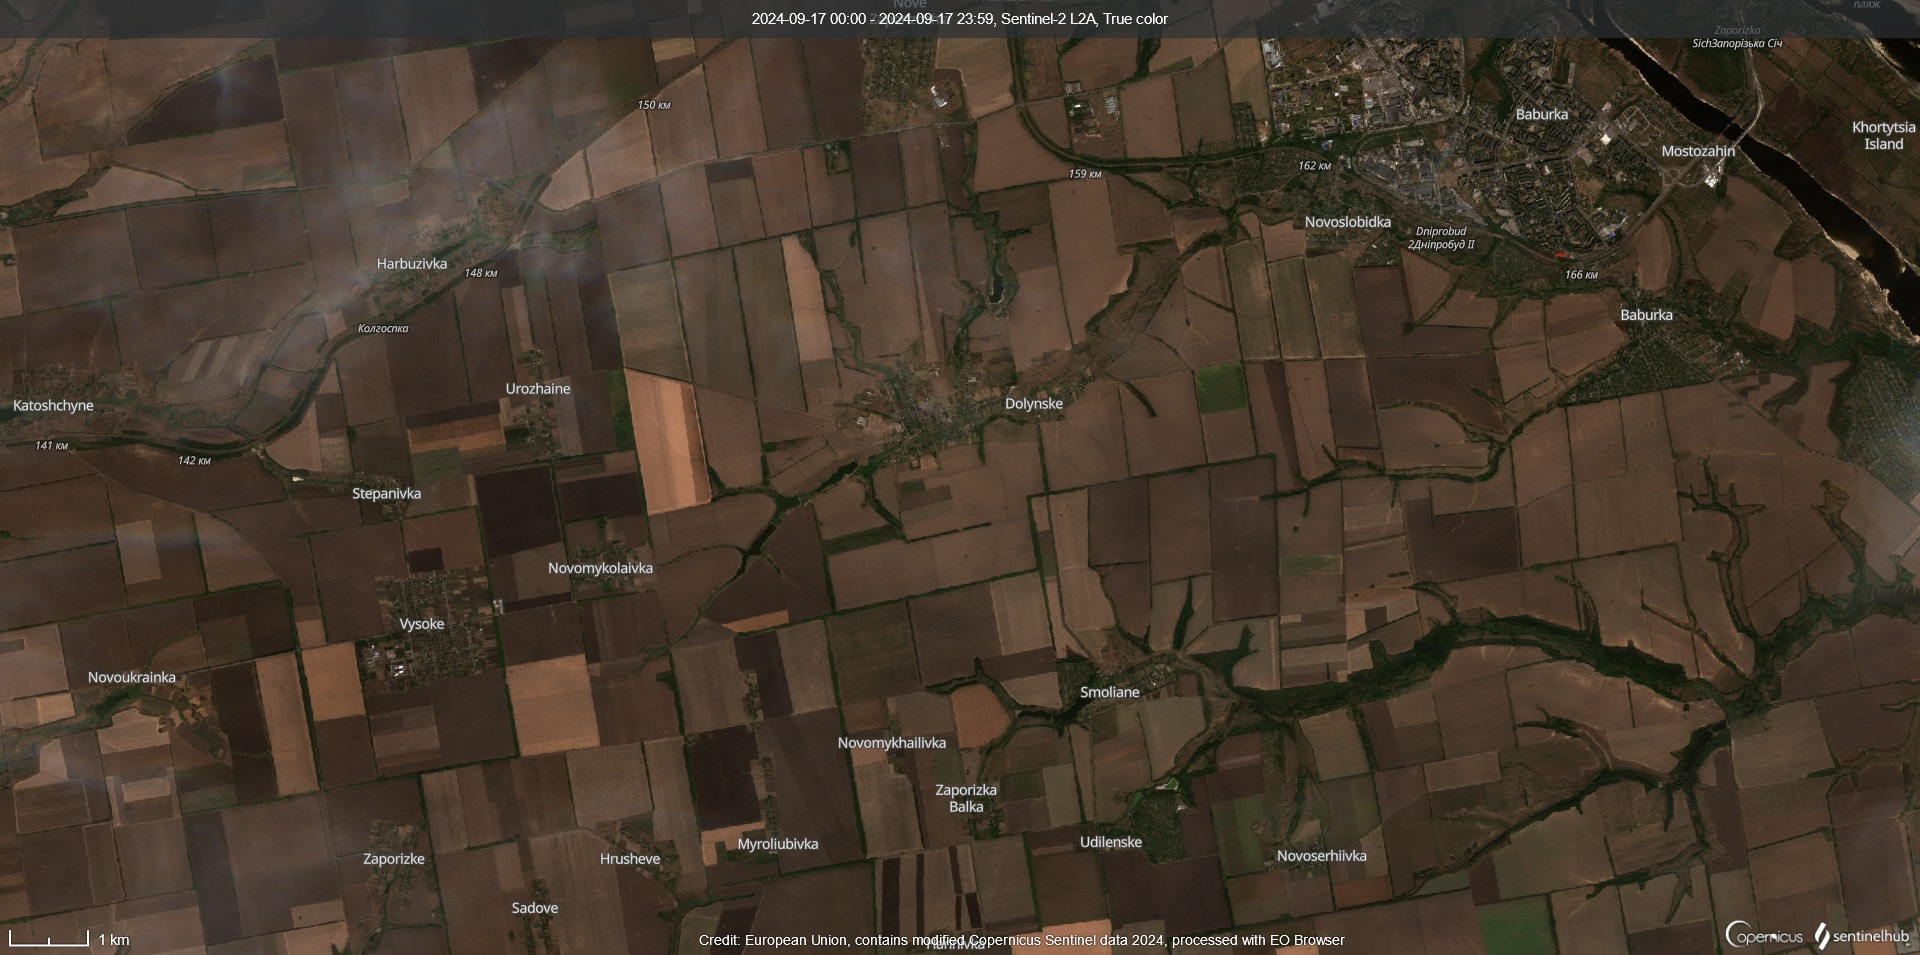 Nove
2024-09-17 00:00 - 2024-09-17 23:59, Sentinel-2 L2A, True color
пляж
Zaporizka
SichЗапорізька Січ
150 км
Baburka
Khortytsia
Island
Mostozahin
162 км
159 км
Novoslobidka
Dniprobud
2Дніпробуд II
Harbuzivka
148 км
166 км
Baburka
Колгоспка
Urozhaine
Katoshchyne
Dolynske
141 км
142 км
Stepanivka
Novomykolaivka
Vysoke
Novoukrainka
Smoliane
Novomykhailivka
Zaporizka
Balka
Myroliubivka
Udilenske
Zaporizke
Hrusheve
Novoserhiivka
Sadove
1 km
Credit: European Union, contains modified Copernicus Sentinel data 2024, processed with EO Browser
Copernicus
sentinelhub